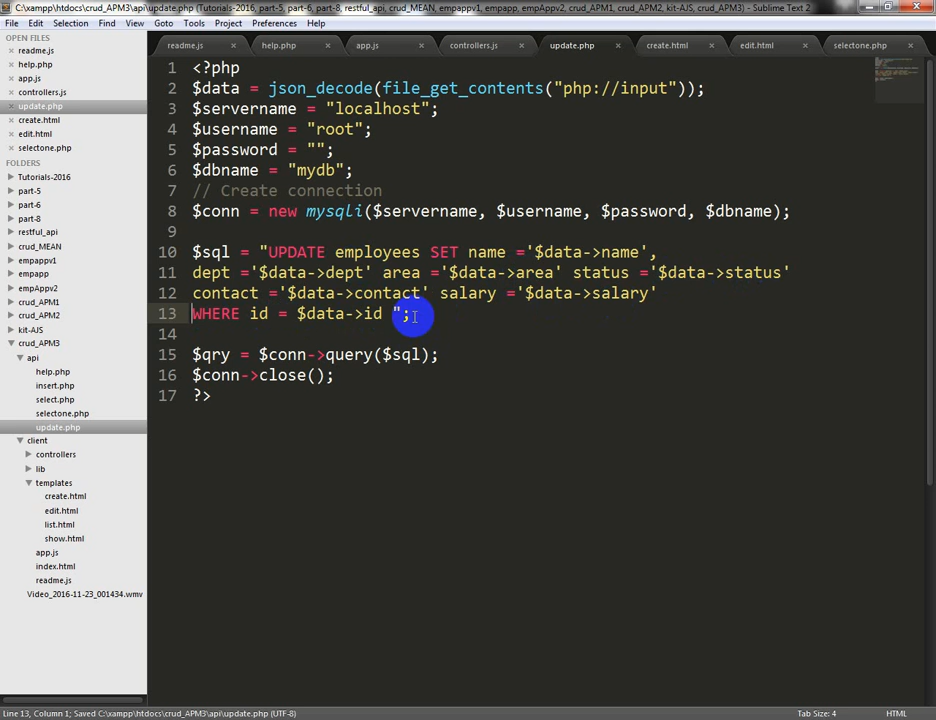 C:\xampp\htdocs\crud_APM3\api\update.php (Tutorials-2016, part-5, part-6, part-8, restful_api, crud_MEAN, empappv1, empapp, empAppv2, crud_APM1, crud_APM2, kit-AJS, crud_APM3) - Sublime Text 2
File Edit Selection Find View Goto Tools Project Preferences Help
OPEN FILES
readme.js
help.php
app.js
controllers.js
update.php
create.html
edit.html
selectone.php
FOLDERS
Tutorials-2016
part-5
part-6
part-8
restful_api
crud_MEAN
empappv1
empapp
empAppv2
crud_APM1
crud_APM2
kit-AJS
crud_APM3
api
help.php
insert.php
select.php
selectone.php
update.php
client
controllers
lib
templates
create.html
edit.html
list.html
show.html
app.js
index.html
readme.js
Video_2016-11-23_001434.wmv
readme.js help.php app.js controllers.js update.php create.html edit.html selectone.php
1 <?php
2 $data = json_decode(file_get_contents("php://input"));
3 $servername = "localhost";
4 $username = "root";
5 $password = "";
6 $dbname = "mydb";
7 // Create connection
8 $conn = new mysqli($servername, $username, $password, $dbname);
9
10 $sql = "UPDATE employees SET name ='$data->name',
11 dept ='$data->dept' area ='$data->area' status ='$data->status'
12 contact ='$data->contact' salary ='$data->salary'
13 WHERE id = $data->id ";
14
15 $qry = $conn->query($sql);
16 $conn->close();
17 ?>
Line 13, Column 1; Saved C:\xampp\htdocs\crud_APM3\api\update.php (UTF-8) Tab Size: 4 HTML